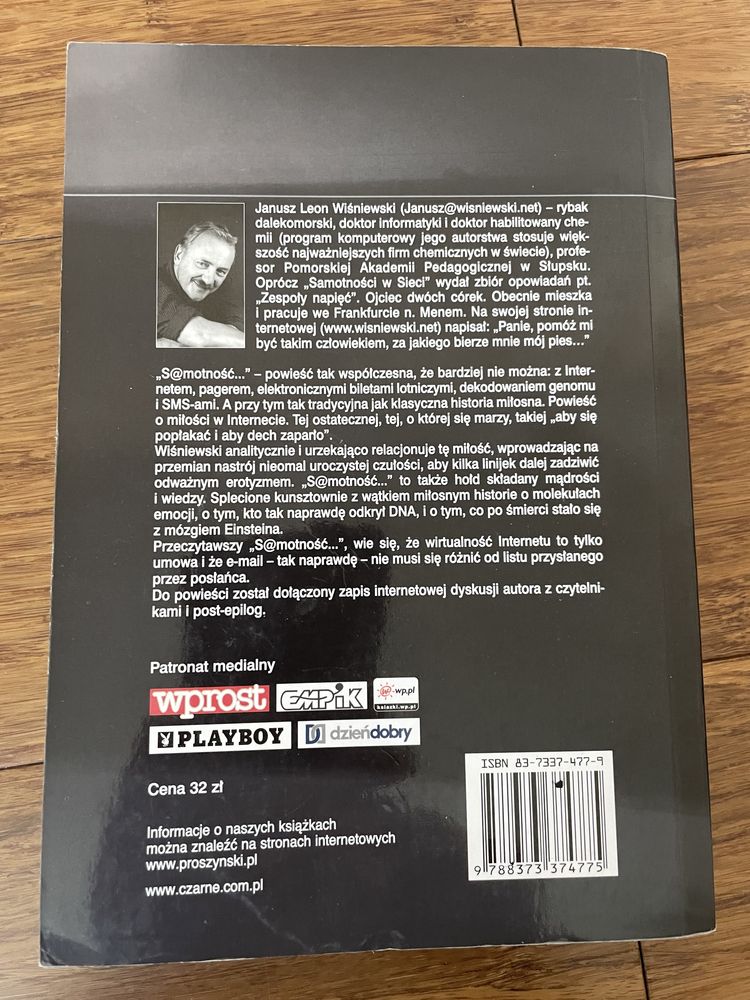 Janusz Leon Wiśniewski (Janusz@wisniewski.net) – rybak
dalekomorski, doktor informatyki i doktor habilitowany che-
mii (program komputerowy jego autorstwa stosuje więk-
szość najważniejszych firm chemicznych w świecie), profe-
sor Pomorskiej Akademii Pedagogicznej w Słupsku.
Oprócz „Samotności w Sieci” wydał zbiór opowiadań pt.
„Zespoły napięć”. Ojciec dwóch córek. Obecnie mieszka
i pracuje we Frankfurcie n. Menem. Na swojej stronie in-
ternetowej (www.wisniewski.net) napisał: „Panie, pomóż mi
być takim człowiekiem, za jakiego bierze mnie mój pies...”
„S@motność...” – powieść tak współczesna, że bardziej nie można: z Inter-
netem, pagerem, elektronicznymi biletami lotniczymi, dekodowaniem genomu
i SMS-ami. A przy tym tak tradycyjna jak klasyczna historia miłosna. Powieść
o miłości w Internecie. Tej ostatecznej, tej, o której się marzy, takiej „aby się
popłakać i aby dech zaparło”.
Wiśniewski analitycznie i urzekająco relacjonuje tę miłość, wprowadzając na
przemian nastrój nieomal uroczystej czułości, aby kilka linijek dalej zadziwić
odważnym erotyzmem. „S@motność...” to także hołd składany mądrości
i wiedzy. Splecione kunsztownie z wątkiem miłosnym historie o molekułach
emocji, o tym, kto tak naprawdę odkrył DNA, i o tym, co po śmierci stało się
z mózgiem Einsteina.
Przeczytawszy „S@motność...”, wie się, że wirtualność Internetu to tylko
umowa i że e-mail – tak naprawdę – nie musi się różnić od listu przysłanego
przez posłańca.
Do powieści został dołączony zapis internetowej dyskusji autora z czytelni-
kami i post-epilog.
Patronat medialny
wprost EMPiK wp.pl
ksiazki.wp.pl
PLAYBOY dzieńdobry
ISBN 83-7337-477-9
Cena 32 zł
Informacje o naszych książkach
można znaleźć na stronach internetowych
www.proszynski.pl
www.czarne.com.pl
9 788373 374775